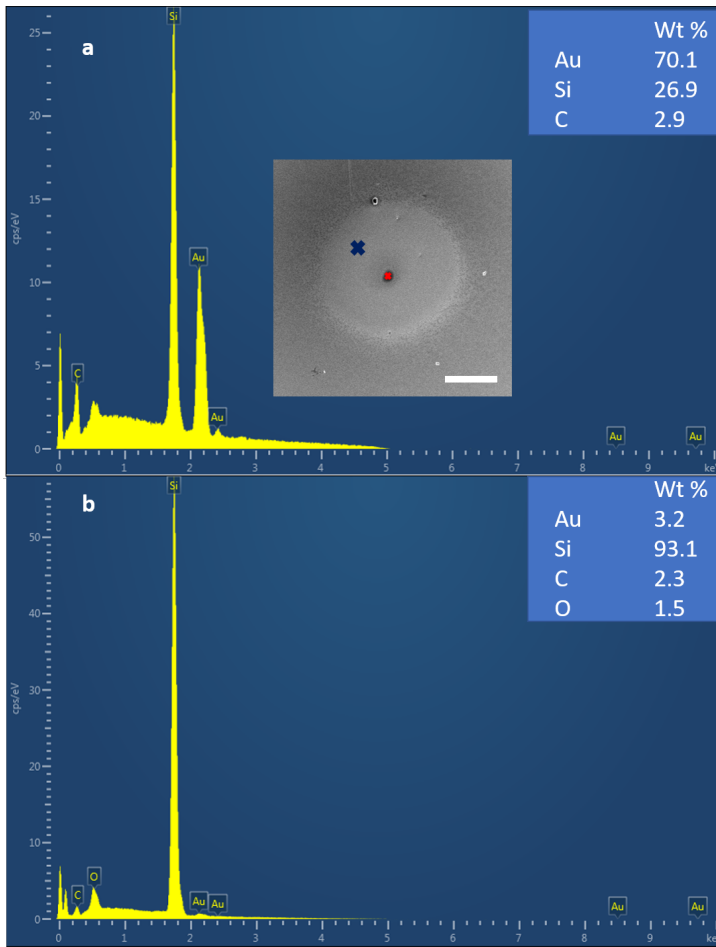 Si
a
Wt %
Au 70.1
Si 26.9
C 2.9
25
20
15
10
5
0
cps/eV
C
Au
Au
Au
Au
0 1 2 3 4 5 6 7 8 9 keV
Si
b
Wt %
Au 3.2
Si 93.1
C 2.3
O 1.5
50
40
30
20
10
0
cps/eV
C
O
Au
Au
Au
Au
0 1 2 3 4 5 6 7 8 9 ke